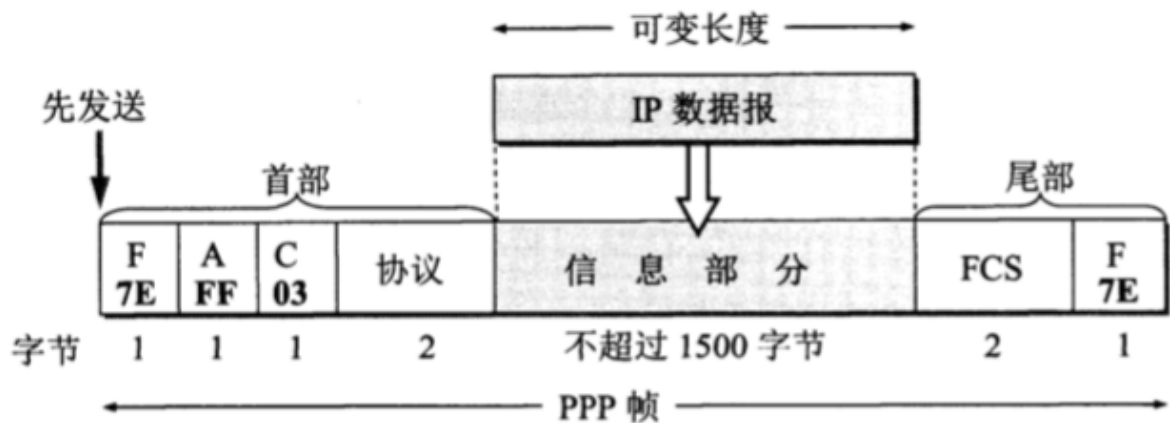 可变长度
先发送
IP 数据报
首部
尾部
F A C 协议 信息部分 FCS F
7E FF 03 7E
字节 1 1 1 2 不超过 1500 字节 2 1
PPP 帧